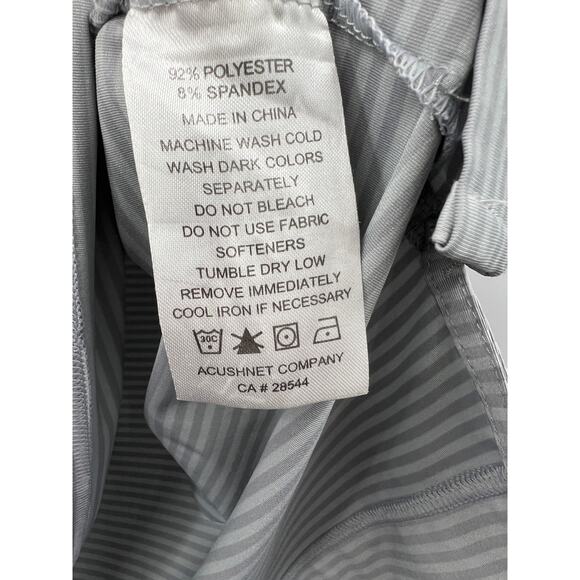 92% POLYESTER
8% SPANDEX
MADE IN CHINA
MACHINE WASH COLD
WASH DARK COLORS
SEPARATELY
DO NOT BLEACH
DO NOT USE FABRIC
SOFTENERS
TUMBLE DRY LOW
REMOVE IMMEDIATELY
COOL IRON IF NECESSARY
30C
ACUSHNET COMPANY
CA # 28544